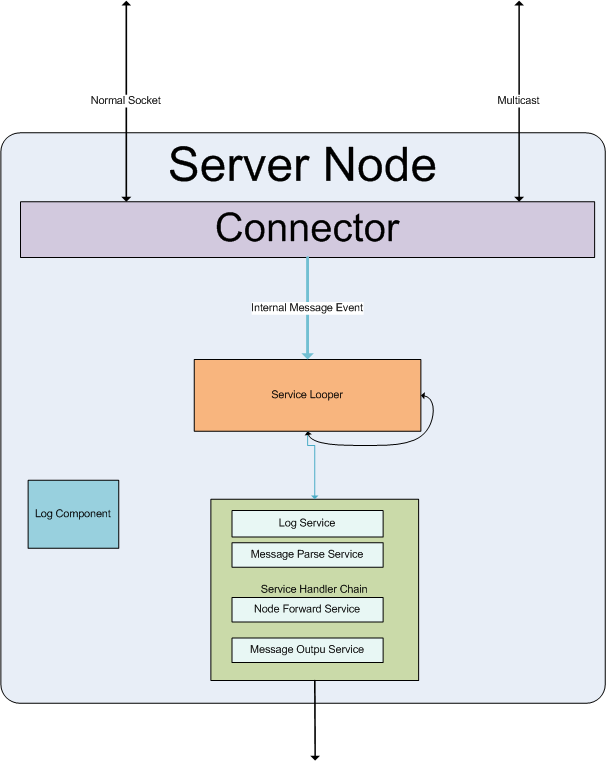 Normal Socket
Multicast
Server Node
Connector
Internal Message Event
Service Looper
Log Component
Log Service
Message Parse Service
Service Handler Chain
Node Forward Service
Message Outpu Service